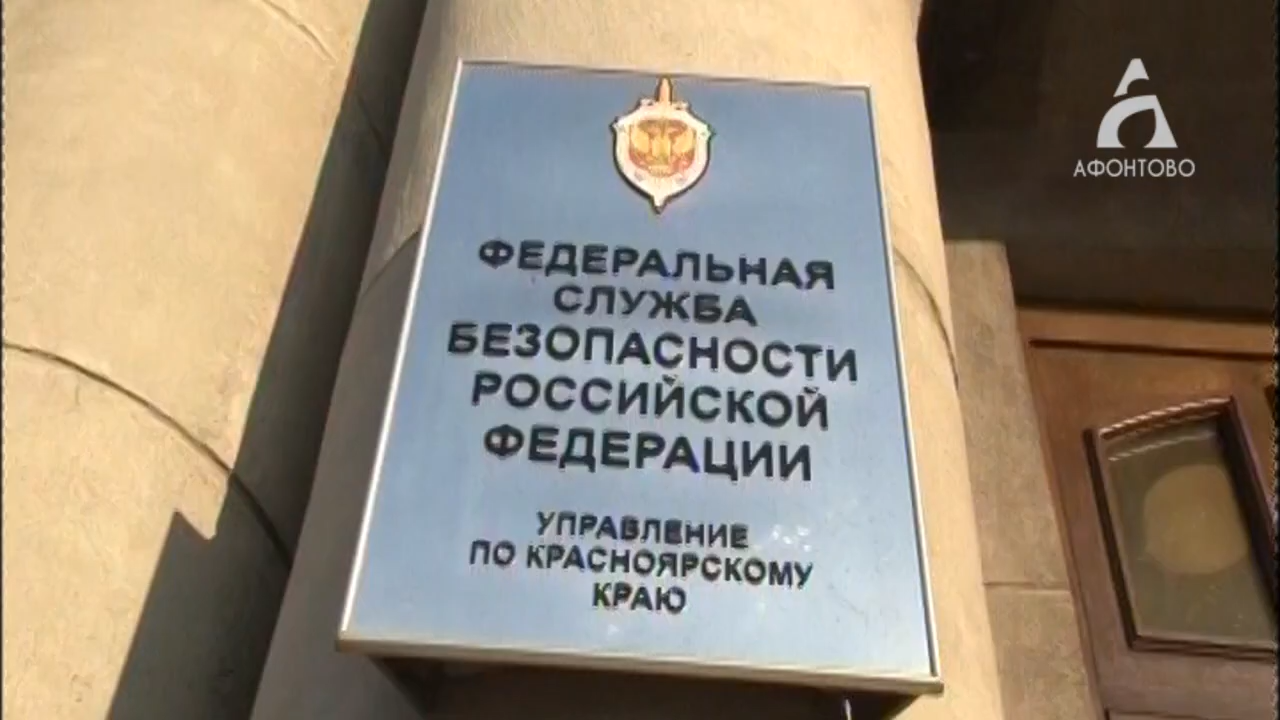 АФОНТОВО
ФЕДЕРАЛЬНАЯ
СЛУЖБА
БЕЗОПАСНОСТИ
РОССИЙСКОЙ
ФЕДЕРАЦИИ
УПРАВЛЕНИЕ
ПО КРАСНОЯРСКОМУ
КРАЮ